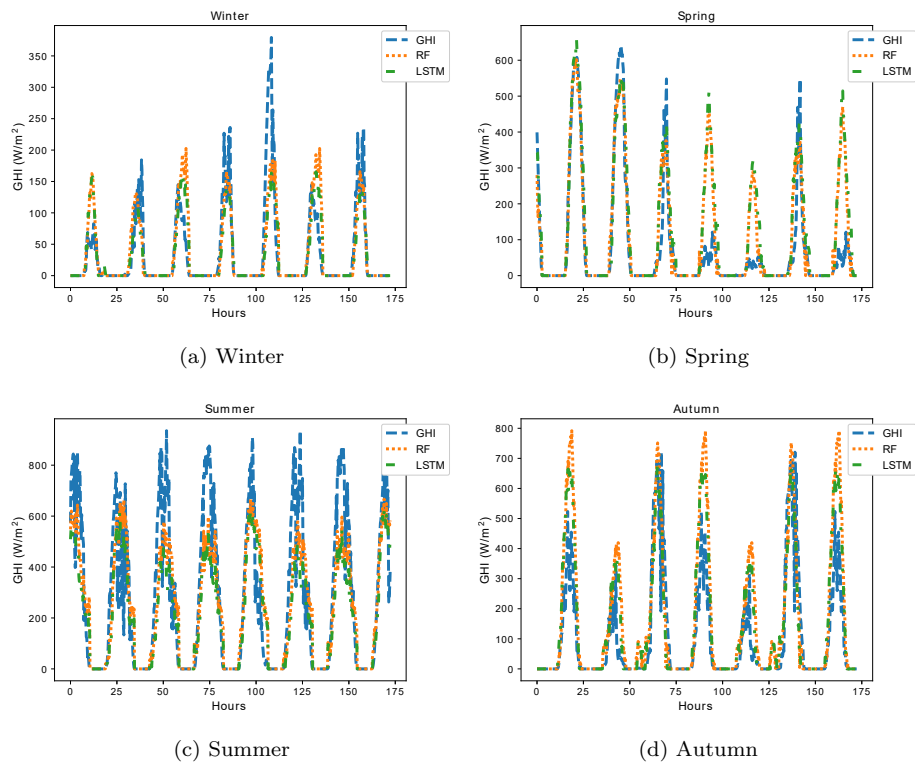 Winter
GHI
RF
LSTM
GHI (W/m²)
350
300
250
200
150
100
50
0
0 25 50 75 100 125 150 175
Hours
(a) Winter
Spring
GHI
RF
LSTM
GHI (W/m²)
600
500
400
300
200
100
0
0 25 50 75 100 125 150 175
Hours
(b) Spring
Summer
GHI
RF
LSTM
GHI (W/m²)
800
600
400
200
0
0 25 50 75 100 125 150 175
Hours
(c) Summer
Autumn
GHI
RF
LSTM
GHI (W/m²)
800
700
600
500
400
300
200
100
0
0 25 50 75 100 125 150 175
Hours
(d) Autumn